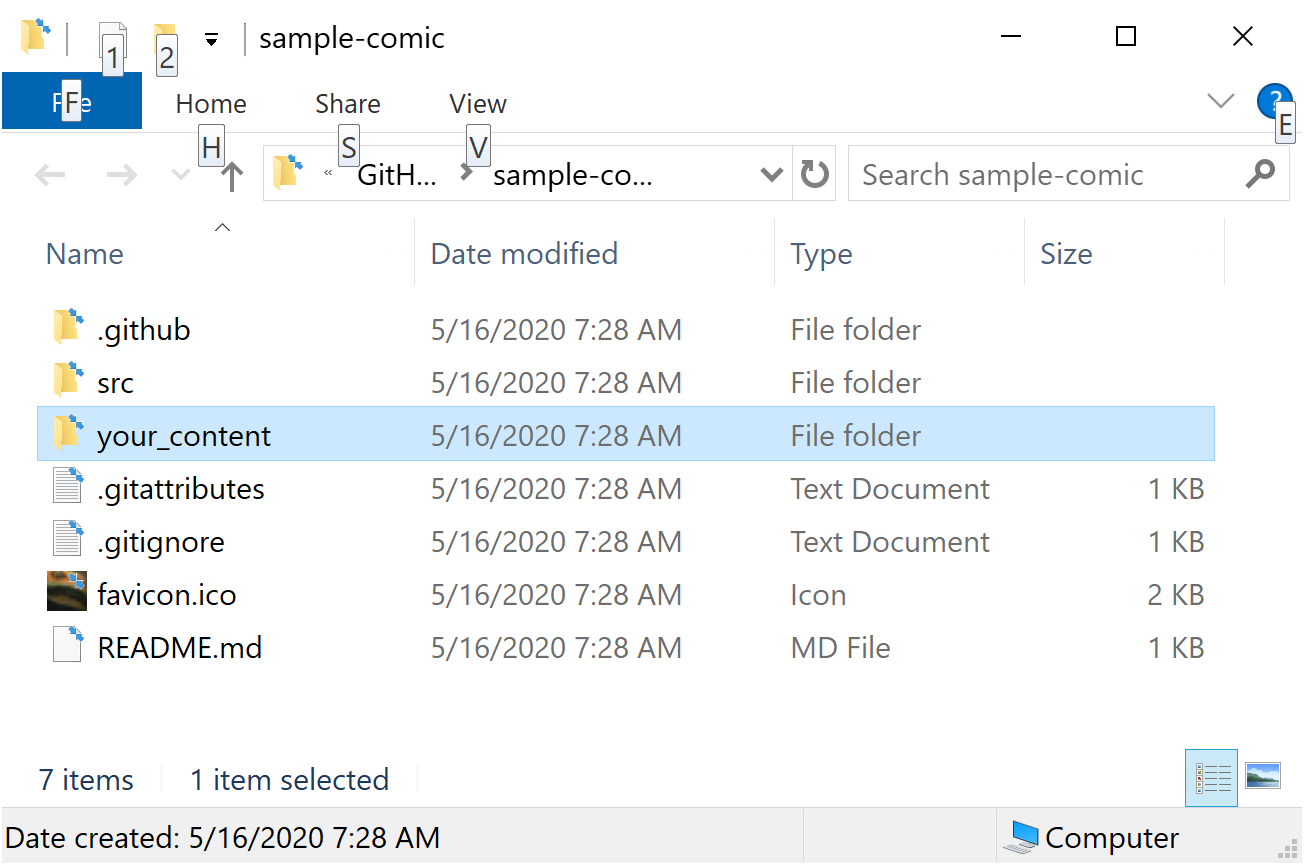 1 2 sample-comic
File Home Share View ?
F H S V E
« GitH... sample-co... Search sample-comic
Name Date modified Type Size
.github 5/16/2020 7:28 AM File folder
src 5/16/2020 7:28 AM File folder
your_content 5/16/2020 7:28 AM File folder
.gitattributes 5/16/2020 7:28 AM Text Document 1 KB
.gitignore 5/16/2020 7:28 AM Text Document 1 KB
favicon.ico 5/16/2020 7:28 AM Icon 2 KB
README.md 5/16/2020 7:28 AM MD File 1 KB
7 items 1 item selected
Date created: 5/16/2020 7:28 AM Computer